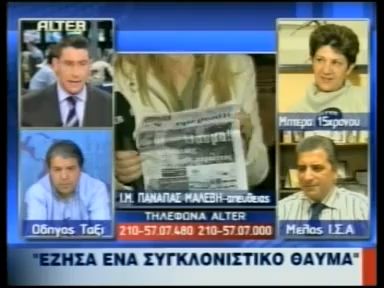 ALTER
Μητερα 15χρονου
Ι.Μ. ΠΑΝΑΓΙΑΣ ΜΑΛΕΒΗ-απευθειας
Οδηγος Ταξι
ΤΗΛΕΦΩΝΑ ALTER
210-57.07.480 210-57.07.000
Μελος Ι.Σ.Α
"ΕΖΗΣΑ ΕΝΑ ΣΥΓΚΛΟΝΙΣΤΙΚΟ ΘΑΥΜΑ"